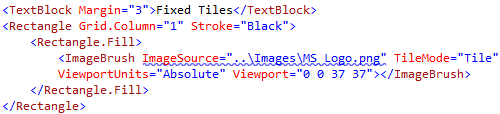 <TextBlock Margin="3">Fixed Tiles</TextBlock>
<Rectangle Grid.Column="1" Stroke="Black">
<Rectangle.Fill>
<ImageBrush ImageSource="..\Images\MS_Logo.png" TileMode="Tile"
ViewportUnits="Absolute" Viewport="0 0 37 37"></ImageBrush>
</Rectangle.Fill>
</Rectangle>